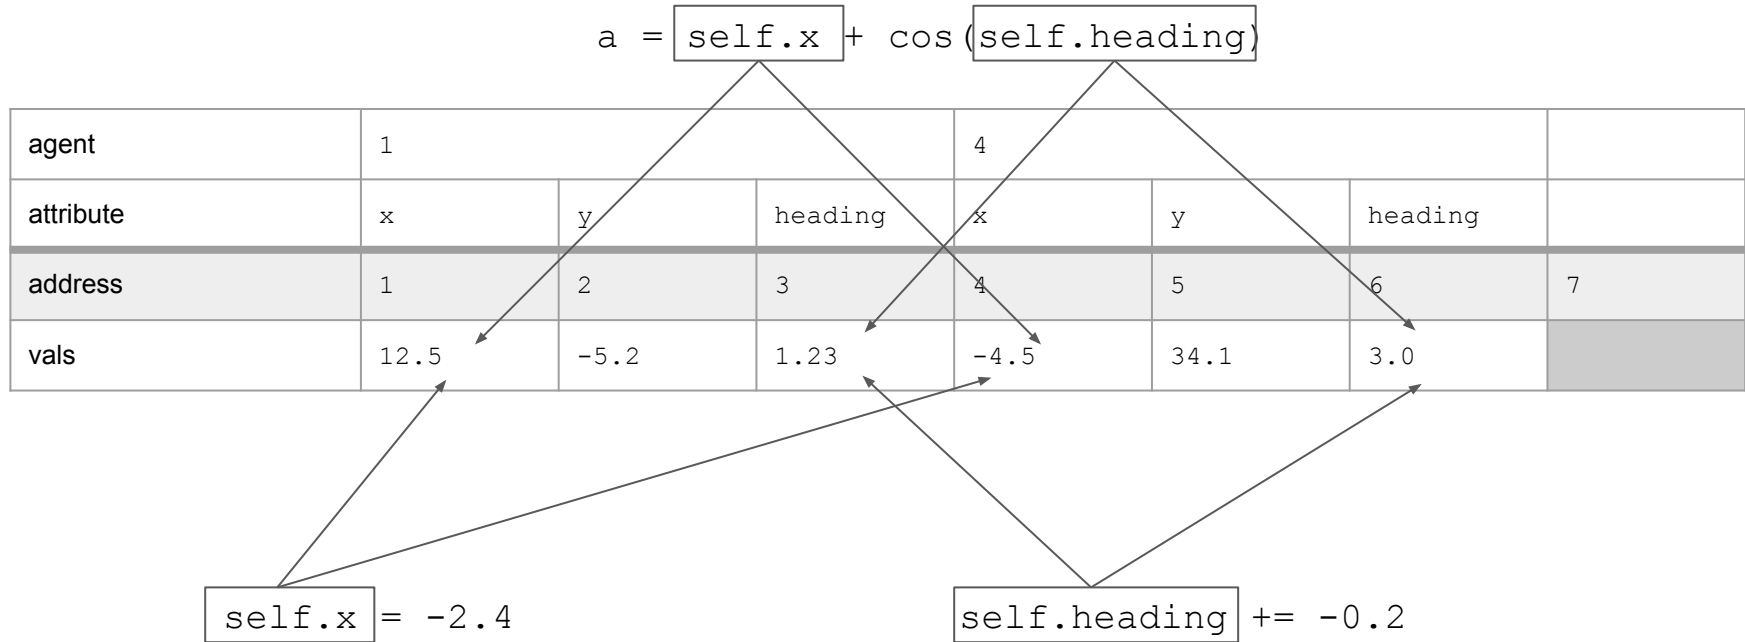 a = self.x + cos(self.heading)
agent 1 4
attribute x y heading x y heading
address 1 2 3 4 5 6 7
vals 12.5 -5.2 1.23 -4.5 34.1 3.0
self.x = -2.4 self.heading += -0.2